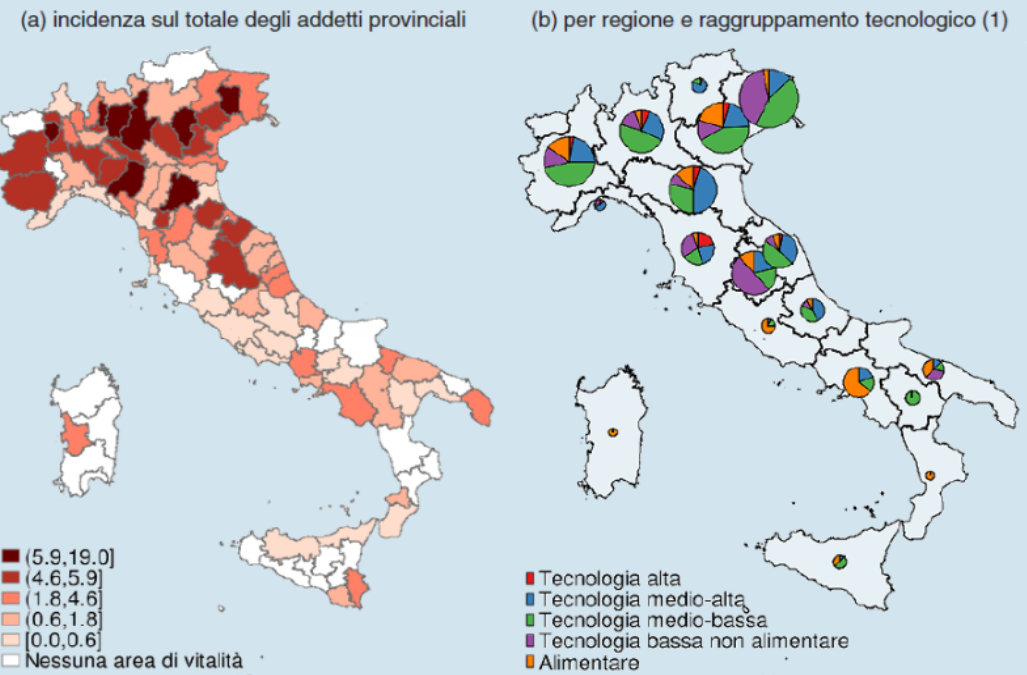 (a) incidenza sul totale degli addetti provinciali
(b) per regione e raggruppamento tecnologico (1)
(5.9,19.0]
(4.6,5.9]
(1.8,4.6]
(0.6,1.8]
[0.0,0.6]
Nessuna area di vitalità
Tecnologia alta
Tecnologia medio-alta
Tecnologia medio-bassa
Tecnologia bassa non alimentare
Alimentare